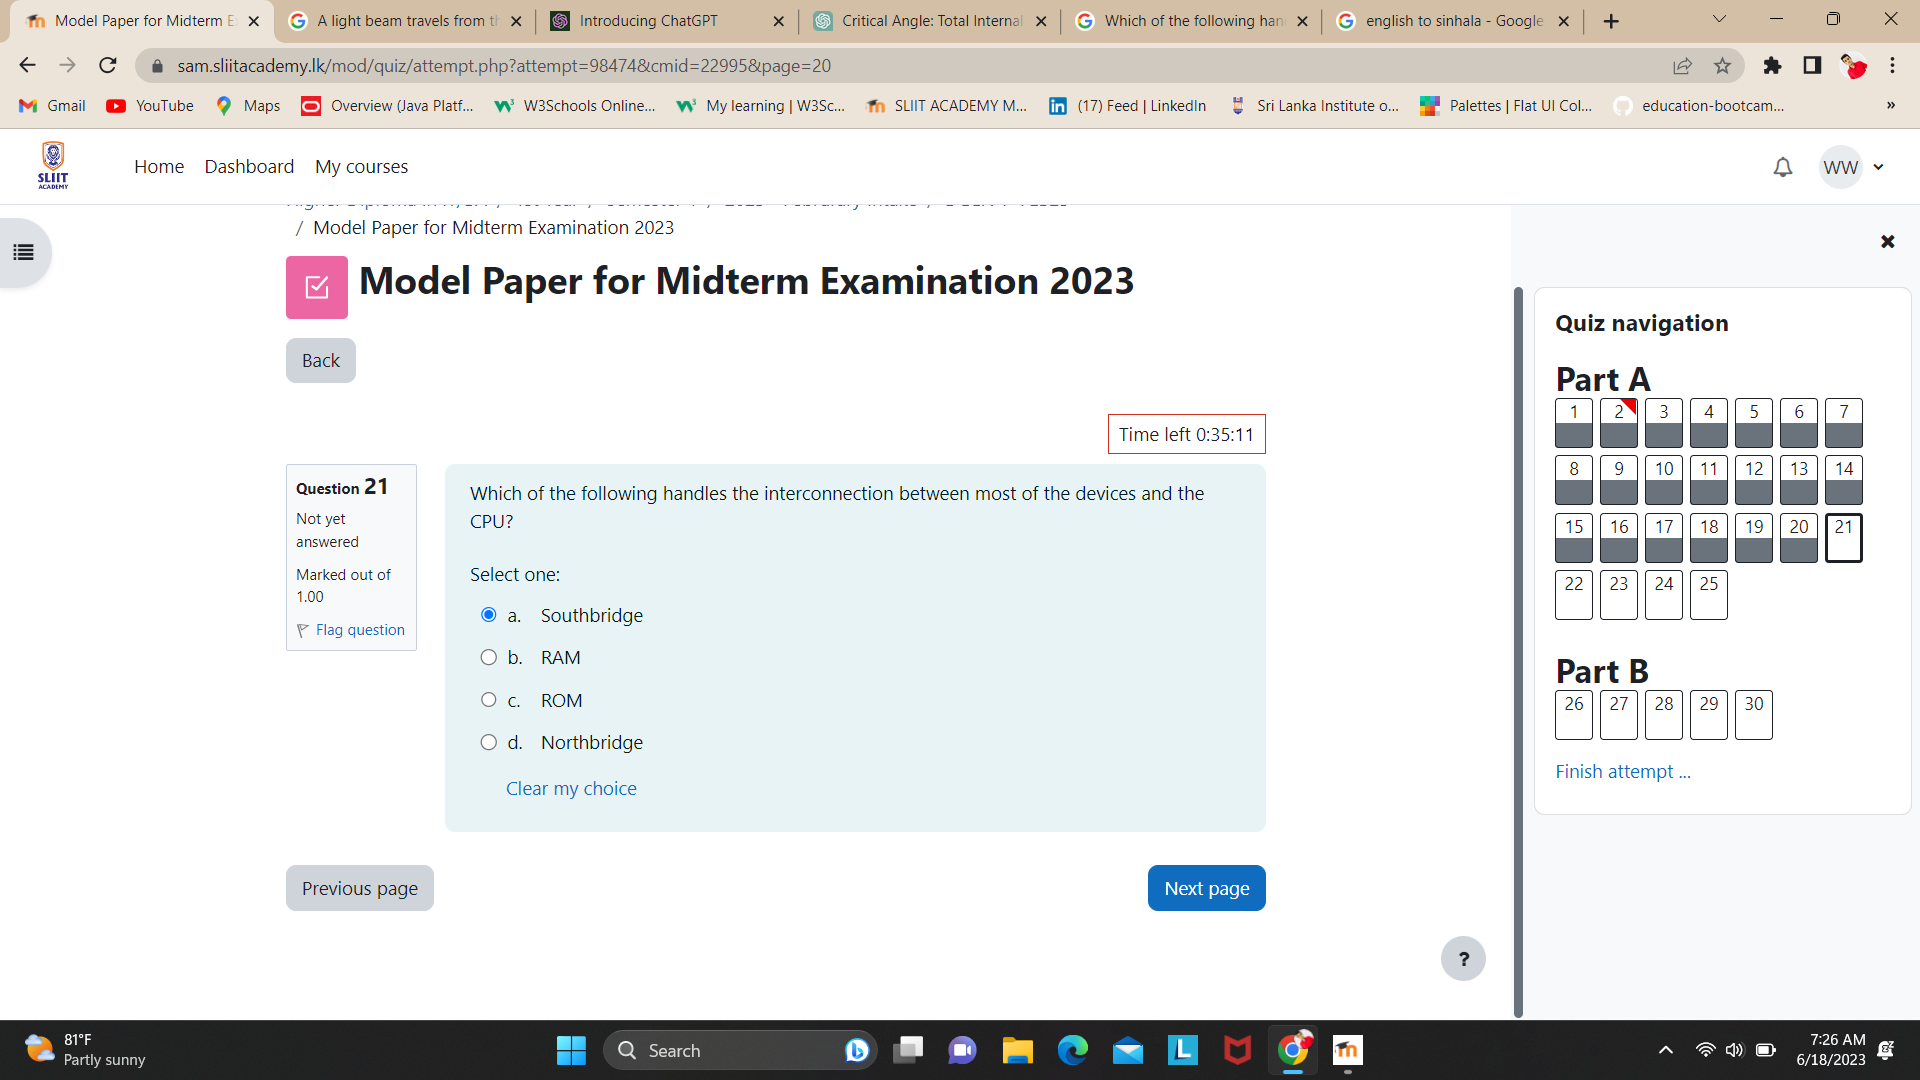 Model Paper for Midterm E
A light beam travels from t
Introducing ChatGPT
Critical Angle: Total Internal
Which of the following han
english to sinhala - Google
sam.sliitacademy.lk/mod/quiz/attempt.php?attempt=98474&cmid=22995&page=20
Gmail
YouTube
Maps
Overview (Java Platf...
W3Schools Online...
My learning | W3Sc...
SLIIT ACADEMY M...
(17) Feed | LinkedIn
Sri Lanka Institute o...
Palettes | Flat UI Col...
education-bootcam...
»
SLIIT
ACADEMY
Home
Dashboard
My courses
WW
/ Model Paper for Midterm Examination 2023
Model Paper for Midterm Examination 2023
Back
Time left 0:35:11
Question 21
Not yet
answered
Marked out of
1.00
Flag question
Which of the following handles the interconnection between most of the devices and the
CPU?
Select one:
a. Southbridge
b. RAM
c. ROM
d. Northbridge
Clear my choice
Previous page
Next page
?
Quiz navigation
Part A
1 2 3 4 5 6 7
8 9 10 11 12 13 14
15 16 17 18 19 20 21
22 23 24 25
Part B
26 27 28 29 30
Finish attempt ...
81°F
Partly sunny
Search
L
7:26 AM
6/18/2023